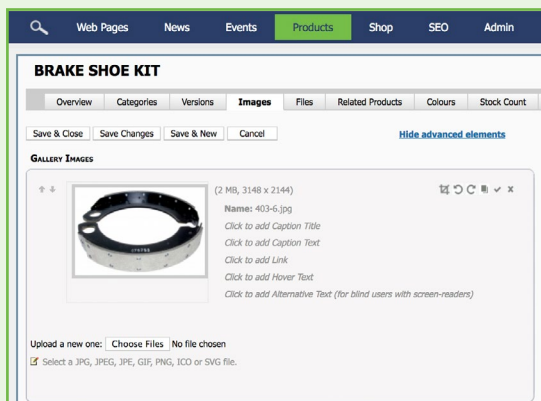 Web Pages News Events Products Shop SEO Admin
BRAKE SHOE KIT
Overview Categories Versions Images Files Related Products Colours Stock Count
Save & Close Save Changes Save & New Cancel Hide advanced elements
Gallery Images
(2 MB, 3148 x 2144)
Name: 403-6.jpg
Click to add Caption Title
Click to add Caption Text
Click to add Link
Click to add Hover Text
Click to add Alternative Text (for blind users with screen-readers)
Upload a new one: Choose Files No file chosen
Select a JPG, JPEG, JPE, GIF, PNG, ICO or SVG file.